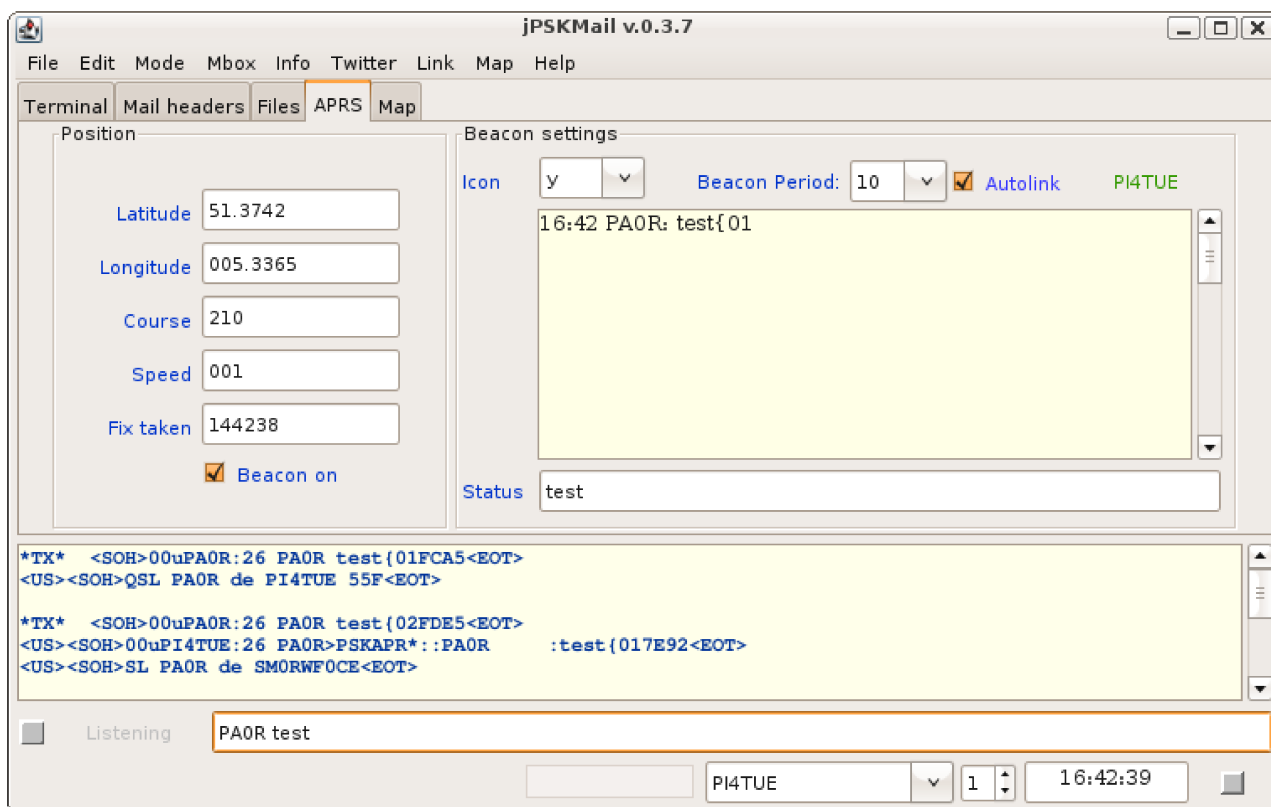 jPSKMail v.0.3.7
File Edit Mode Mbox Info Twitter Link Map Help
Terminal Mail headers Files APRS Map
Position
Latitude 51.3742
Longitude 005.3365
Course 210
Speed 001
Fix taken 144238
Beacon on
Beacon settings
Icon y Beacon Period: 10 Autolink PI4TUE
16:42 PA0R: test{01
Status test
*TX* <SOH>00uPA0R:26 PA0R test{01FCA5<EOT>
<US><SOH>QSL PA0R de PI4TUE 55F<EOT>
*TX* <SOH>00uPA0R:26 PA0R test{02FDE5<EOT>
<US><SOH>00uPI4TUE:26 PA0R>PSKAPR*::PA0R :test{017E92<EOT>
<US><SOH>SL PA0R de SM0RWF0CE<EOT>
Listening PA0R test
PI4TUE 1 16:42:39